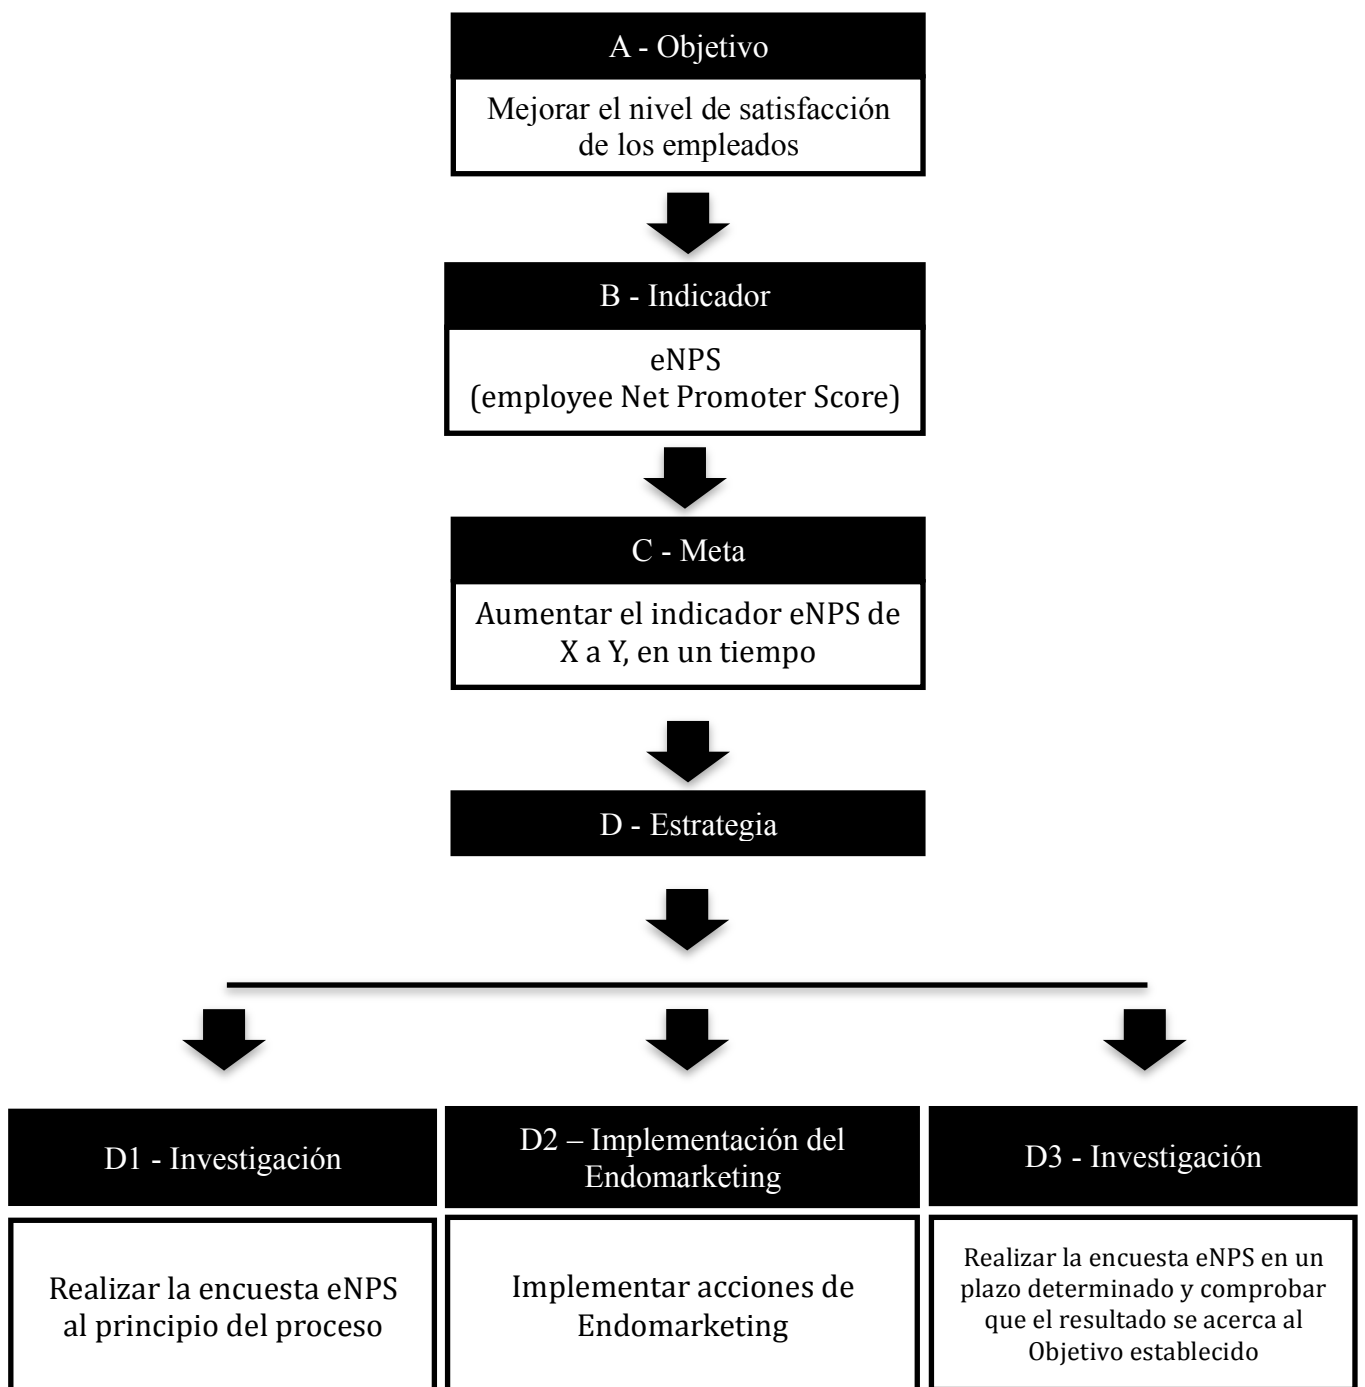 A - Objetivo
Mejorar el nivel de satisfacción
de los empleados
B - Indicador
eNPS
(employee Net Promoter Score)
C - Meta
Aumentar el indicador eNPS de
X a Y, en un tiempo
D - Estrategia
D1 - Investigación
Realizar la encuesta eNPS
al principio del proceso
D2 – Implementación del
Endomarketing
Implementar acciones de
Endomarketing
D3 - Investigación
Realizar la encuesta eNPS en un
plazo determinado y comprobar
que el resultado se acerca al
Objetivo establecido